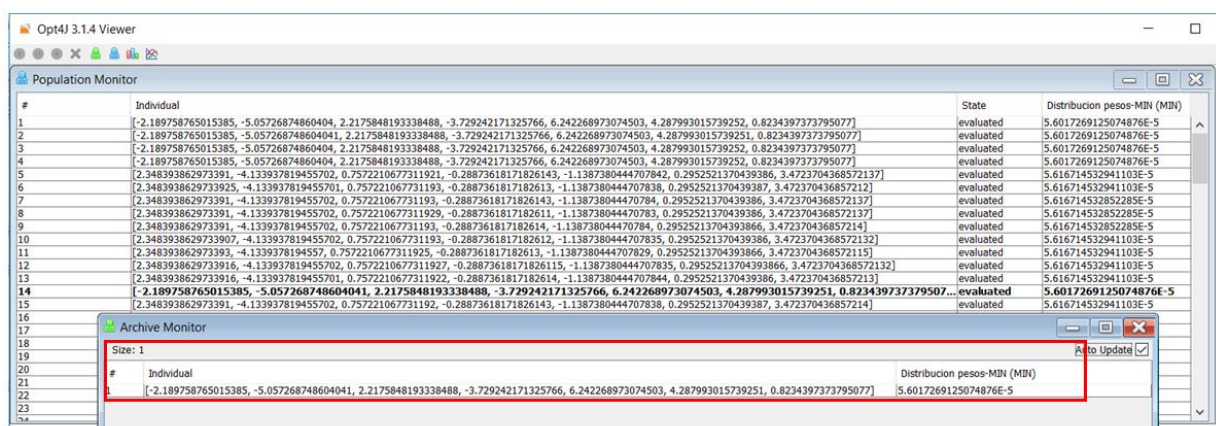 Opt4J 3.1.4 Viewer
Population Monitor
# Individual State Distribucion pesos-MIN (MIN)
1 [-2.189758765015385, -5.05726874860404, 2.2175848193338488, -3.729242171325766, 6.242268973074503, 4.287993015739252, 0.8234397373795077] evaluated 5.6017269125074876E-5
2 [-2.189758765015385, -5.057268748604041, 2.2175848193338488, -3.729242171325766, 6.242268973074503, 4.287993015739251, 0.8234397373795077] evaluated 5.6017269125074876E-5
3 [-2.189758765015385, -5.05726874860404, 2.2175848193338488, -3.729242171325766, 6.242268973074503, 4.287993015739252, 0.8234397373795077] evaluated 5.6017269125074876E-5
4 [-2.189758765015385, -5.05726874860404, 2.2175848193338488, -3.729242171325766, 6.242268973074503, 4.287993015739252, 0.8234397373795077] evaluated 5.6017269125074876E-5
5 [2.348393862973391, -4.133937819455702, 0.7572210677311921, -0.28873618171826143, -1.1387380444707842, 0.2952521370439386, 3.4723704368572137] evaluated 5.616714532941103E-5
6 [2.3483938629733925, -4.133937819455701, 0.757221067731193, -0.2887361817182613, -1.1387380444707838, 0.2952521370439387, 3.47237043685721​2] evaluated 5.616714532941103E-5
7 [2.348393862973391, -4.133937819455702, 0.757221067731193, -0.28873618171826143, -1.138738044470784, 0.2952521370439386, 3.4723704368572137] evaluated 5.616714532852285E-5
8 [2.348393862973391, -4.133937819455702, 0.7572210677311929, -0.2887361817182611, -1.138738044470783, 0.2952521370439386, 3.4723704368572137] evaluated 5.616714532852285E-5
9 [2.348393862973391, -4.133937819455702, 0.757221067731193, -0.2887361817182614, -1.138738044470784, 0.2952521370439386, 3.472370436857214] evaluated 5.616714532852285E-5
10 [2.3483938629733907, -4.133937819455702, 0.757221067731193, -0.2887361817182612, -1.1387380444707835, 0.2952521370439386, 3.4723704368572132] evaluated 5.616714532941103E-5
11 [2.348393862973393, -4.13393781945557, 0.7572210677311925, -0.2887361817182613, -1.1387380444707829, 0.2952521370439386, 3.4723704368572115] evaluated 5.616714532941103E-5
12 [2.3483938629733916, -4.133937819455702, 0.7572210677311927, -0.28873618171826115, -1.1387380444707835, 0.29525213704393866, 3.4723704368572132] evaluated 5.616714532941103E-5
13 [2.3483938629733916, -4.133937819455702, 0.7572210677311922, -0.2887361817182614, -1.1387380444707844, 0.2952521370439386, 3.472370436857213] evaluated 5.616714532941103E-5
14 [-2.189758765015385, -5.057268748604041, 2.2175848193338488, -3.729242171325766, 6.242268973074503, 4.287993015739251, 0.823439737379507... evaluated 5.6017269125074876E-5
15 [2.348393862973391, -4.133937819455702, 0.757221067731192, -0.28873618171826143, -1.1387380444707838, 0.2952521370439387, 3.472370436857214] evaluated 5.616714532941103E-5
16
17
18
19
20
21
22
23
Archive Monitor
Size: 1 Auto Update
# Individual Distribucion pesos-MIN (MIN)
1 [-2.189758765015385, -5.057268748604041, 2.2175848193338488, -3.729242171325766, 6.242268973074503, 4.287993015739251, 0.8234397373795077] 5.6017269125074876E-5